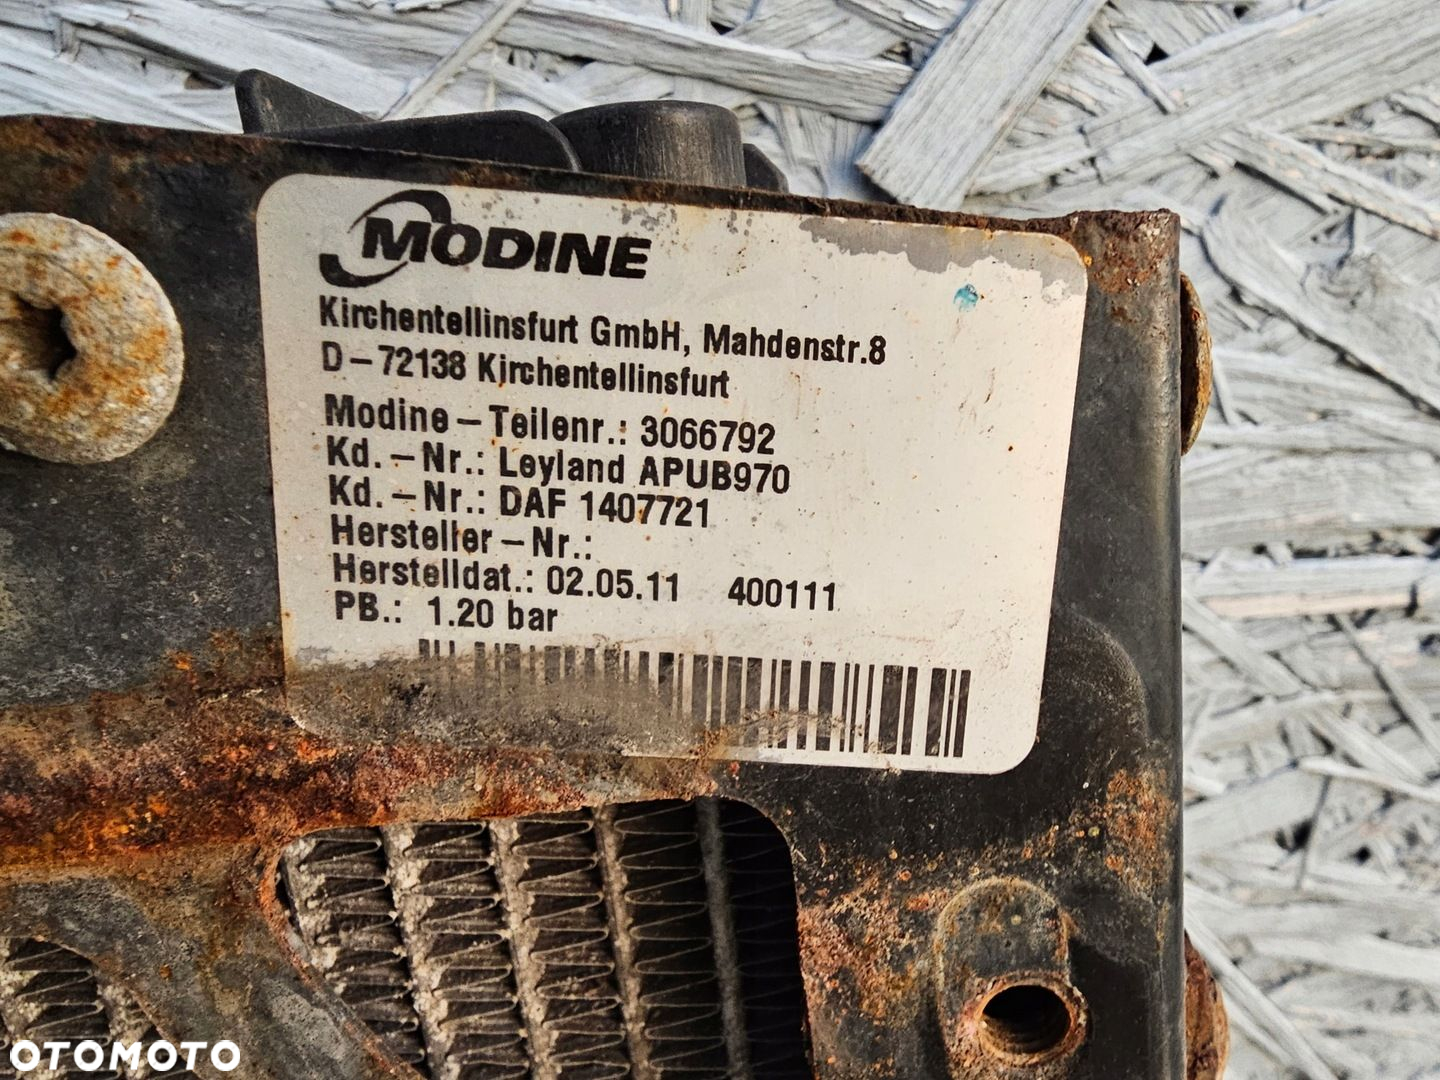 MODINE
Kirchentellinsfurt GmbH, Mahdenstr.8
D-72138 Kirchentellinsfurt
Modine-Teilenr.: 3066792
Kd.-Nr.: Leyland APUB970
Kd.-Nr.: DAF 1407721
Hersteller-Nr.:
Herstelldat.: 02.05.11 400111
PB.: 1.20 bar
OTOMOTO